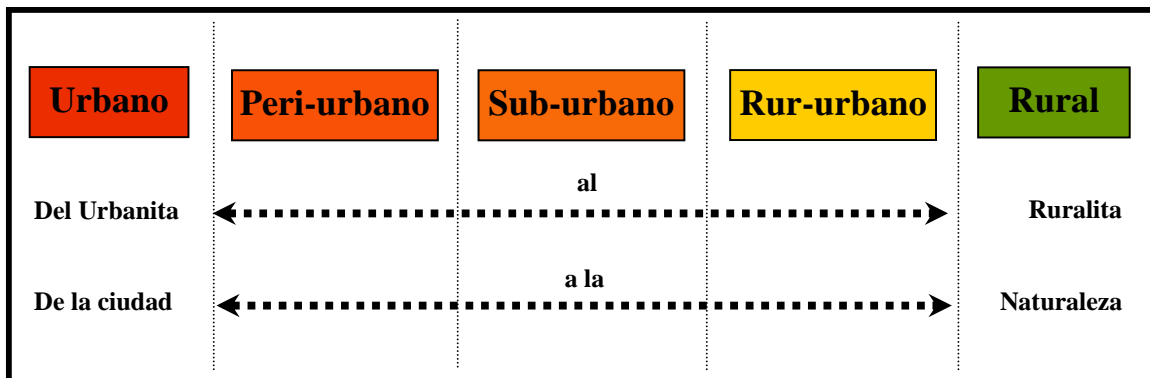 Urbano Peri-urbano Sub-urbano Rur-urbano Rural
Del Urbanita al Ruralita
De la ciudad a la Naturaleza